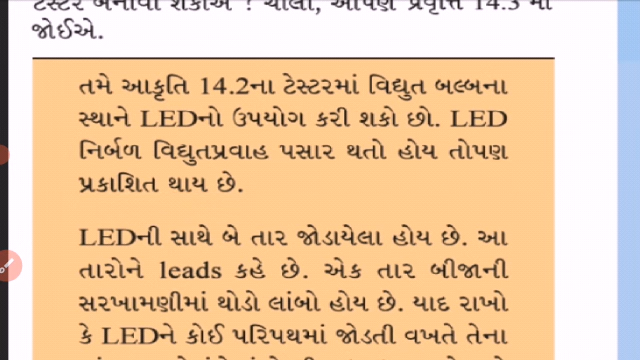 ટેસ્ટર બનાવી શકીએ ? ચાલો, આપણે પ્રવૃત્તિ 14.3 માં
જોઈએ.
તમે આકૃતિ 14.2ના ટેસ્ટરમાં વિદ્યુત બલ્બના
સ્થાને LEDનો ઉપયોગ કરી શકો છો. LED
નિર્બળ વિદ્યુતપ્રવાહ પસાર થતો હોય તોપણ
પ્રકાશિત થાય છે.
LEDની સાથે બે તાર જોડાયેલા હોય છે. આ
તારોને leads કહે છે. એક તાર બીજાની
સરખામણીમાં થોડો લાંબો હોય છે. યાદ રાખો
કે LEDને કોઈ પરિપથમાં જોડતી વખતે તેના